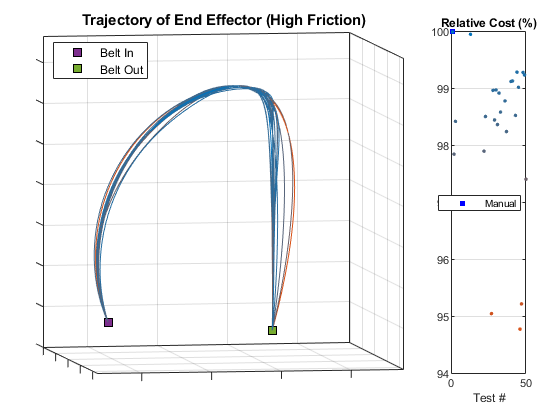 Trajectory of End Effector (High Friction)
Belt In
Belt Out
Relative Cost (%)
100
99
98
Manual
96
95
94
0
50
Test #